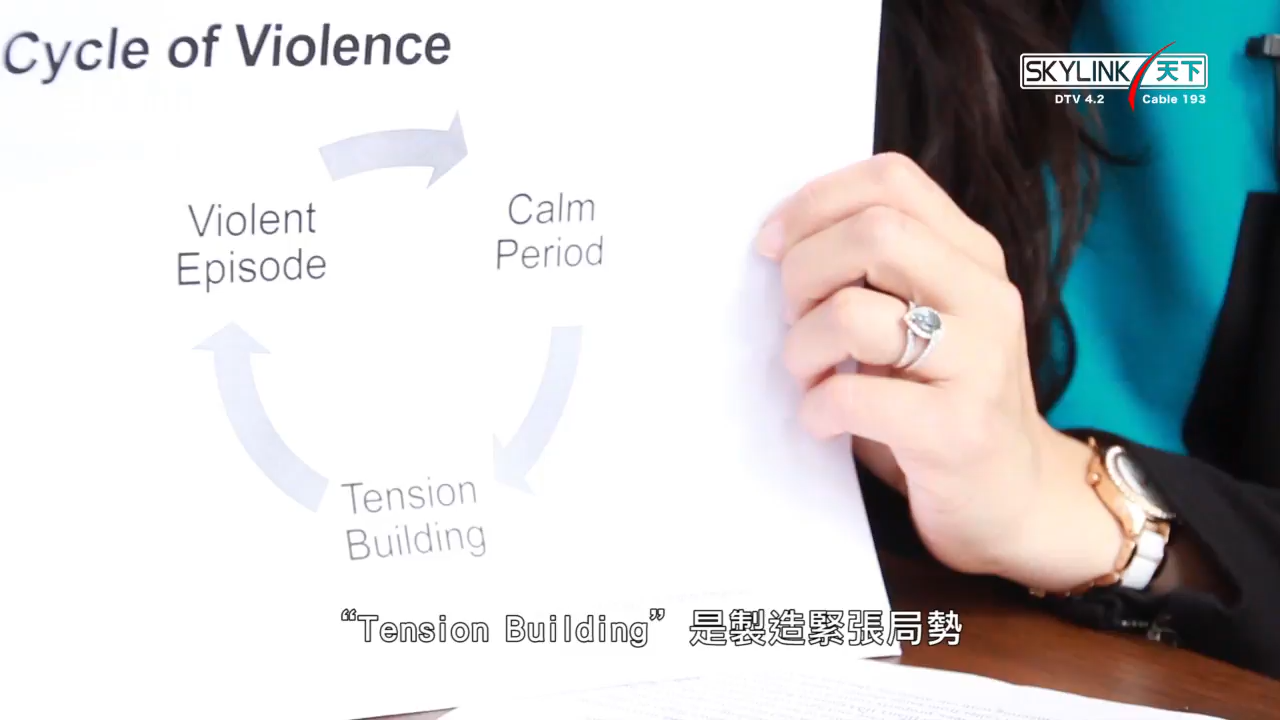 Cycle of Violence
SKYLINK 天下
DTV 4.2 Cable 193
Violent
Episode
Calm
Period
Tension
Building
“Tension Building” 是製造緊張局勢